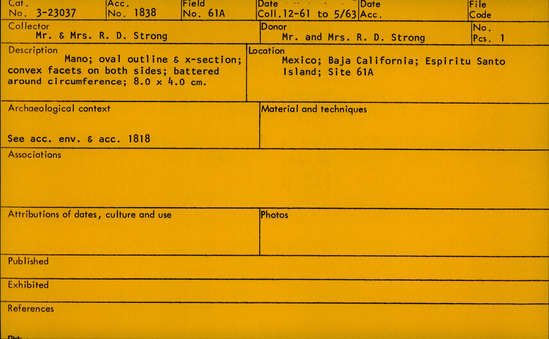 Cat. No. 3-23037 Acc. No. 1838 Field No. 61A Date Coll. 12-61 to 5/63 Date Acc. File Code
Collector Mr. & Mrs. R. D. Strong Donor Mr. and Mrs. R. D. Strong No. Pcs. 1
Description Mano; oval outline & x-section;
convex facets on both sides; battered
around circumference; 8.0 x 4.0 cm.
Location
Mexico; Baja California; Espiritu Santo
Island; Site 61A
Archaeological context
See acc. env. & acc. 1818
Material and techniques
Associations
Attributions of dates, culture and use
Photos
Published
Exhibited
References